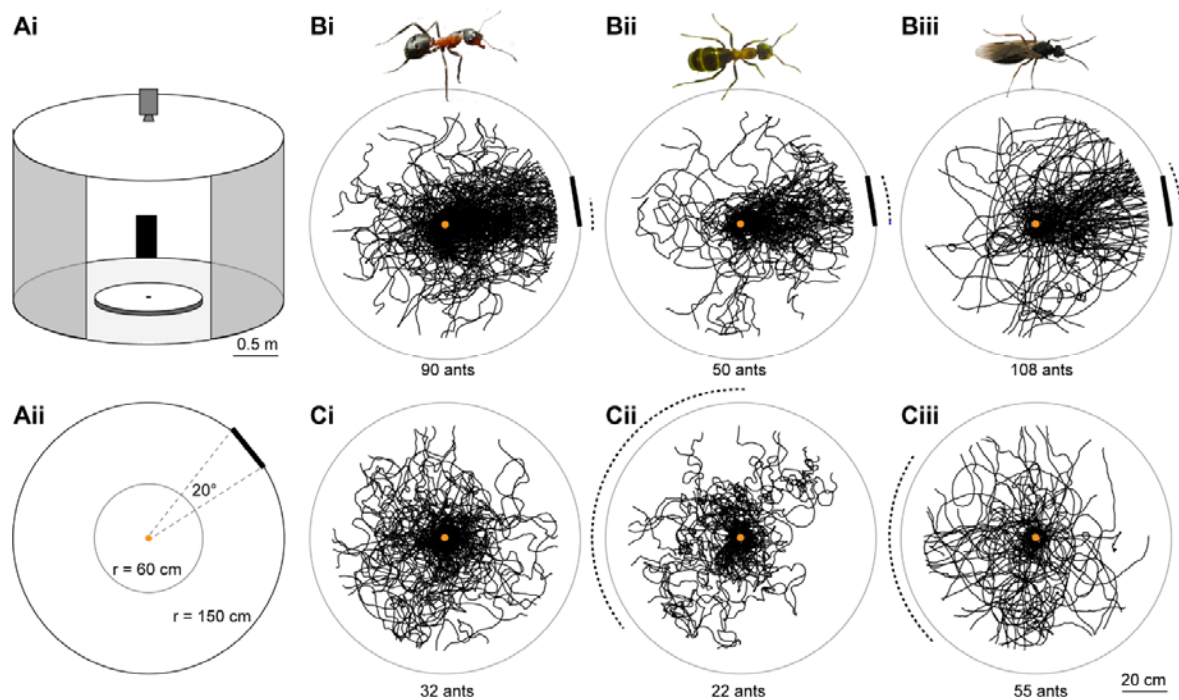 Ai
Bi
Bii
Biii
0.5 m
90 ants
50 ants
108 ants
Aii
Ci
Cii
Ciii
20°
r = 60 cm
r = 150 cm
32 ants
22 ants
55 ants
20 cm